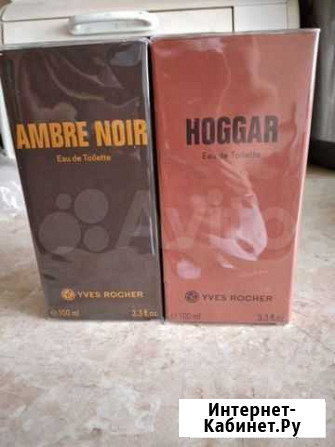 AMBRE NOIR
Eau de Toilette
YVES ROCHER
℮100 ml 3.3 fl.oz.
HOGGAR
Eau de Toilette
YVES ROCHER
℮100 ml 3.3 fl.oz.
Avito
Интернет-
Кабинет.Ру